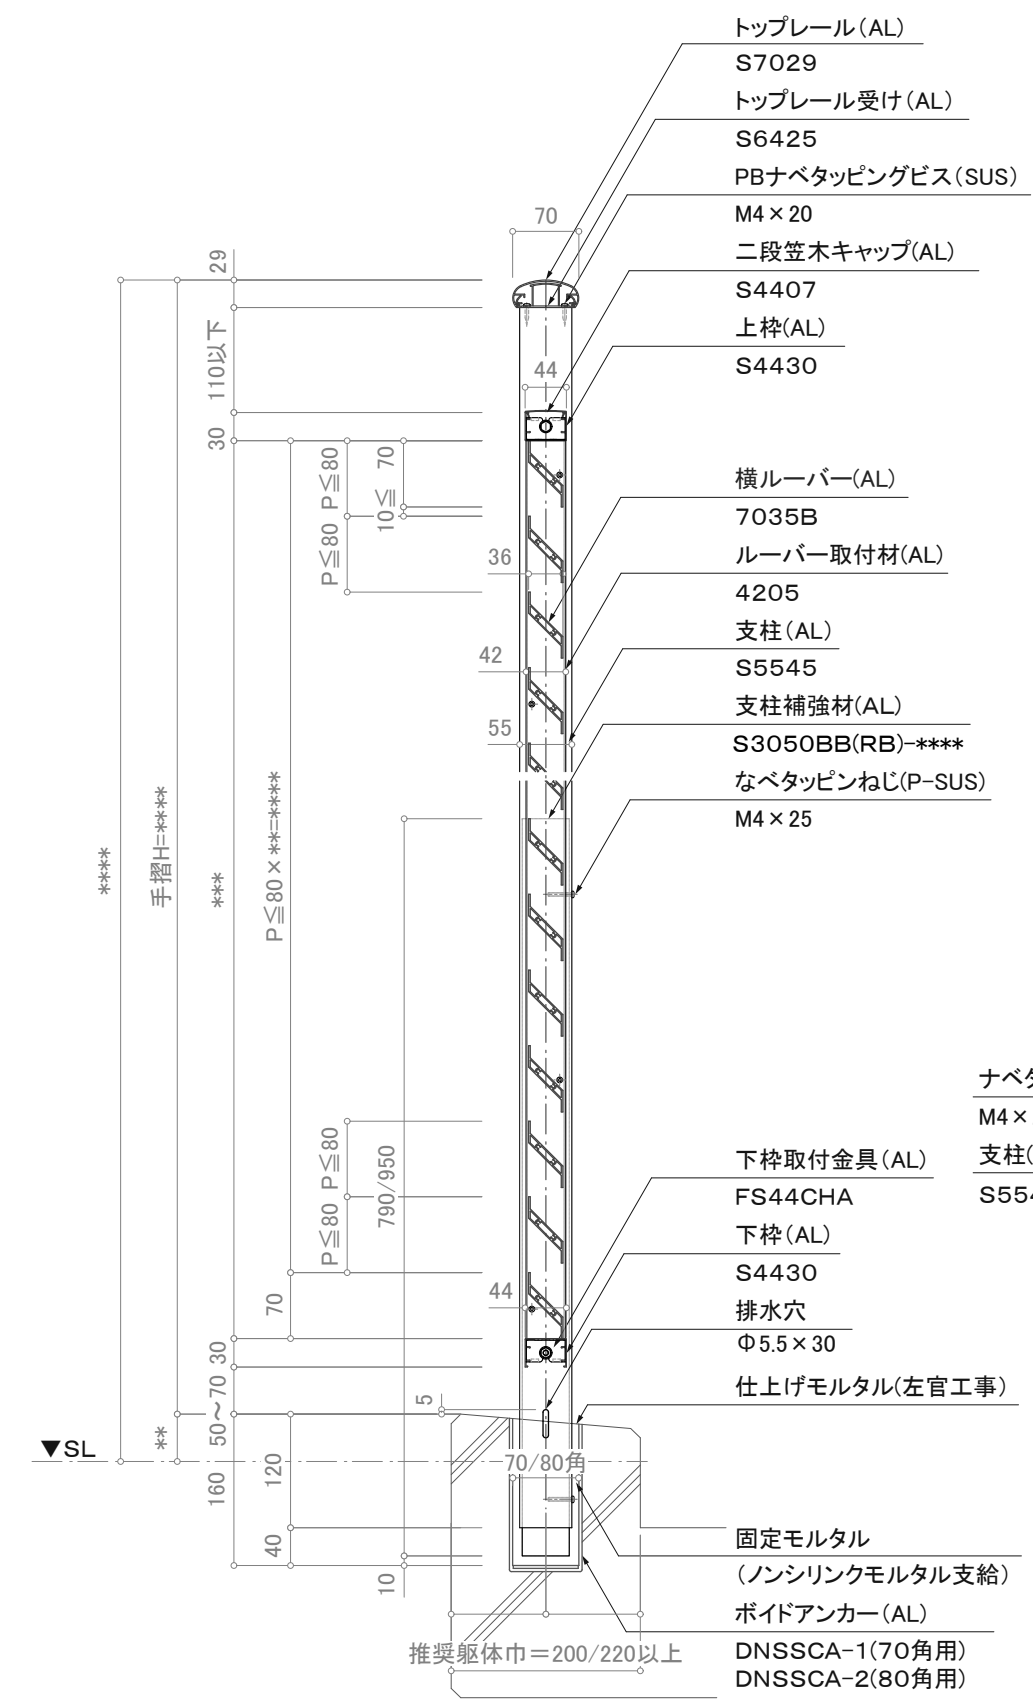 トップレール(AL)
S7029
トップレール受け(AL)
S6425
PBナベタッピングビス(SUS)
M4×20
二段笠木キャップ(AL)
S4407
上枠(AL)
S4430
横ルーバー(AL)
7035B
ルーバー取付材(AL)
4205
支柱(AL)
S5545
支柱補強材(AL)
S3050BB(RB)-****
なベタッピンねじ(P-SUS)
M4×25
ナベタ
M4×
支柱(
S554
下枠取付金具(AL)
FS44CHA
下枠(AL)
S4430
排水穴
Φ5.5×30
仕上げモルタル(左官工事)
固定モルタル
(ノンシリンクモルタル支給)
ボイドアンカー(AL)
DNSSCA-1(70角用)
DNSSCA-2(80角用)
70
29
110以下
30
44
P≦80
P≦80
70
10≦
36
42
55
****
手摺H=****
***
P≦80×**=****
P≦80
P≦80
790/950
70
44
30
50~70
5
**
▼SL
160
120
40
10
70/80角
推奨躯体巾=200/220以上